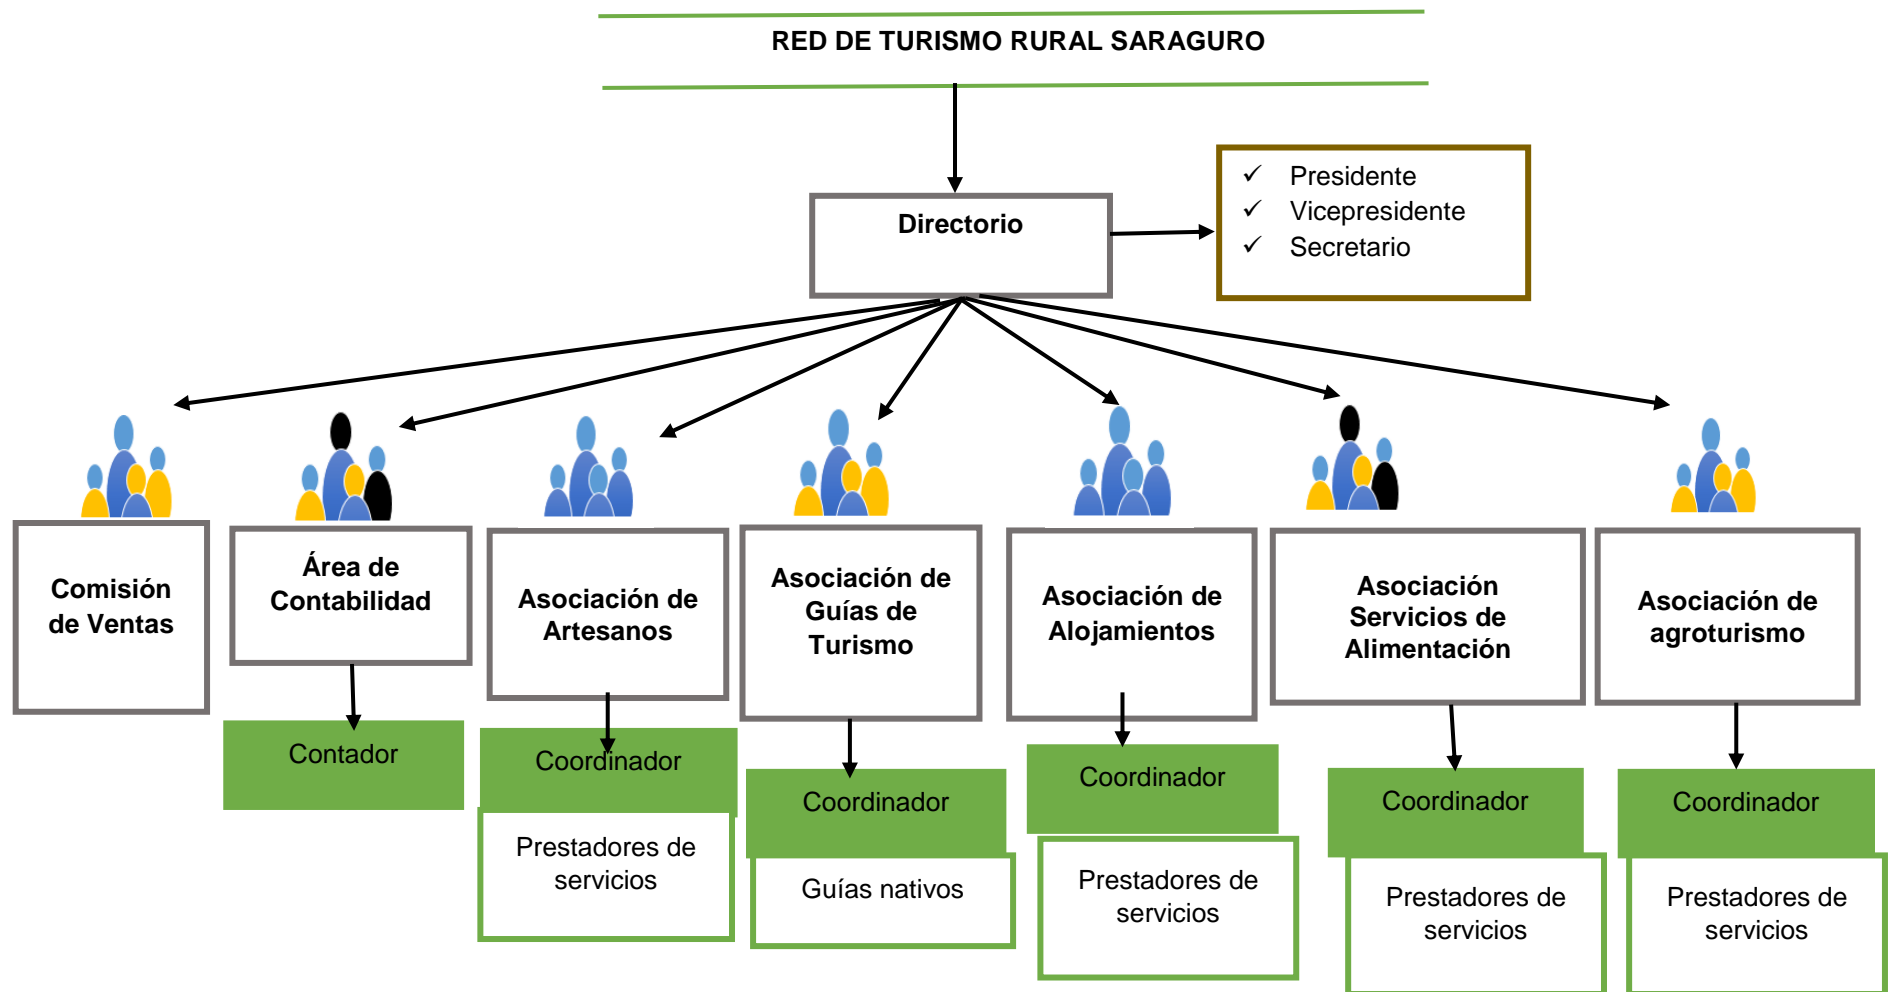 RED DE TURISMO RURAL SARAGURO
Directorio
✓ Presidente
✓ Vicepresidente
✓ Secretario
Comisión
de Ventas
Área de
Contabilidad
Asociación de
Artesanos
Asociación de
Guías de
Turismo
Asociación de
Alojamientos
Asociación
Servicios de
Alimentación
Asociación de
agroturismo
Contador
Coordinador
Prestadores de
servicios
Coordinador
Guías nativos
Coordinador
Prestadores de
servicios
Coordinador
Prestadores de
servicios
Coordinador
Prestadores de
servicios